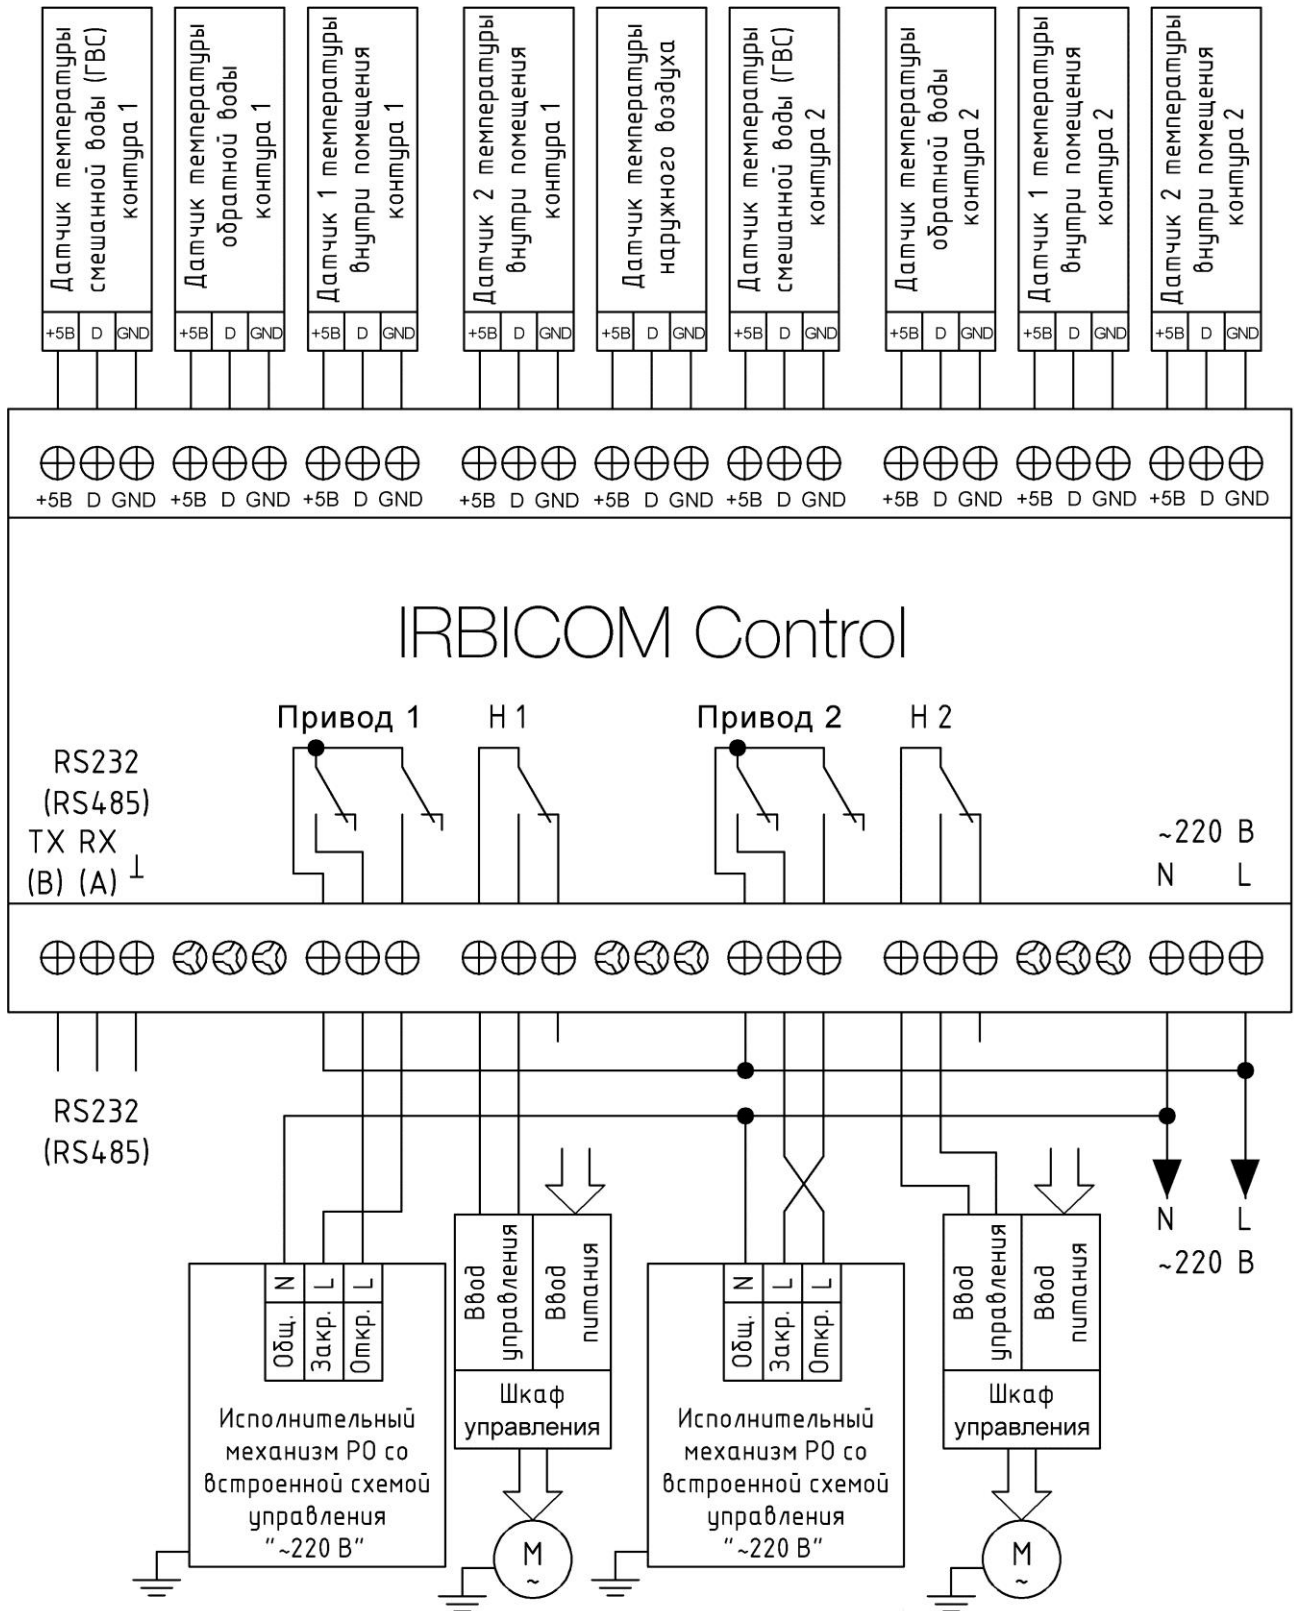 Датчик температуры
смешанной воды (ГВС)
контура 1
Датчик температуры
обратной воды
контура 1
Датчик 1 температуры
внутри помещения
контура 1
Датчик 2 температуры
внутри помещения
контура 1
Датчик температуры
наружного воздуха
Датчик температуры
смешанной воды (ГВС)
контура 2
Датчик температуры
обратной воды
контура 2
Датчик 1 температуры
внутри помещения
контура 2
Датчик 2 температуры
внутри помещения
контура 2
+5В D GND +5В D GND +5В D GND +5В D GND +5В D GND +5В D GND +5В D GND +5В D GND +5В D GND
+5В D GND +5В D GND +5В D GND +5В D GND +5В D GND +5В D GND +5В D GND +5В D GND +5В D GND
IRBICOM Control
Привод 1 Н 1 Привод 2 Н 2
RS232
(RS485)
TX RX
(B) (A) ⊥
~220 В
N L
RS232
(RS485)
N L
~220 В
N L L
Общ. Закр. Откр.
Исполнительный
механизм РО со
встроенной схемой
управления
"~220 В"
Ввод
управления
Ввод
питания
Шкаф
управления
М
~
N L L
Общ. Закр. Откр.
Исполнительный
механизм РО со
встроенной схемой
управления
"~220 В"
Ввод
управления
Ввод
питания
Шкаф
управления
М
~